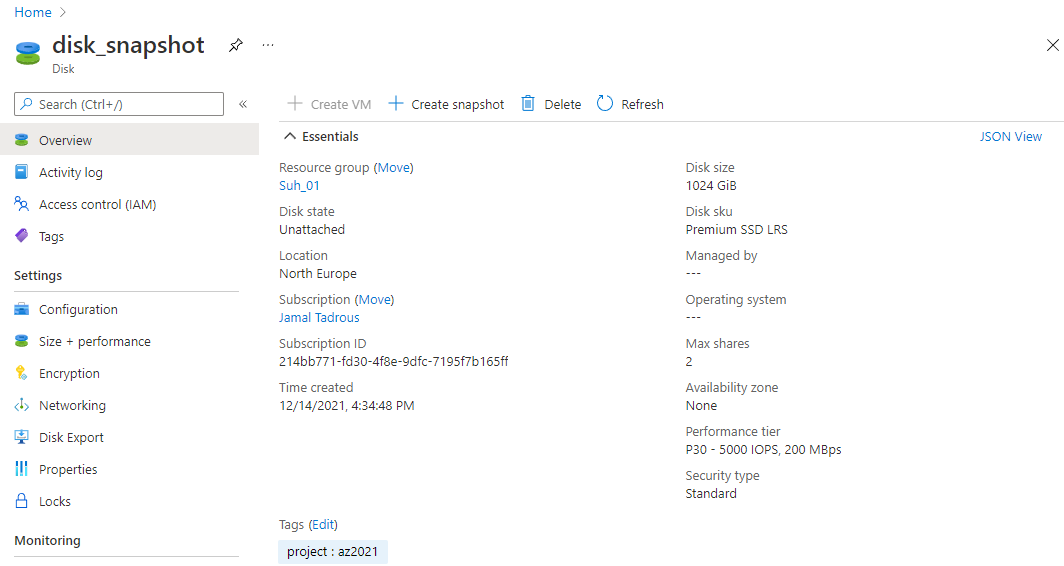 Home
disk_snapshot
Disk
Search (Ctrl+/)
«
Overview
Activity log
Access control (IAM)
Tags
Settings
Configuration
Size + performance
Encryption
Networking
Disk Export
Properties
Locks
Monitoring
Create VM Create snapshot Delete Refresh
Essentials
JSON View
Resource group (Move)
Suh_01
Disk state
Unattached
Location
North Europe
Subscription (Move)
Jamal Tadrous
Subscription ID
214bb771-fd30-4f8e-9dfc-7195f7b165ff
Time created
12/14/2021, 4:34:48 PM
Disk size
1024 GiB
Disk sku
Premium SSD LRS
Managed by
---
Operating system
---
Max shares
2
Availability zone
None
Performance tier
P30 - 5000 IOPS, 200 MBps
Security type
Standard
Tags (Edit)
project : az2021